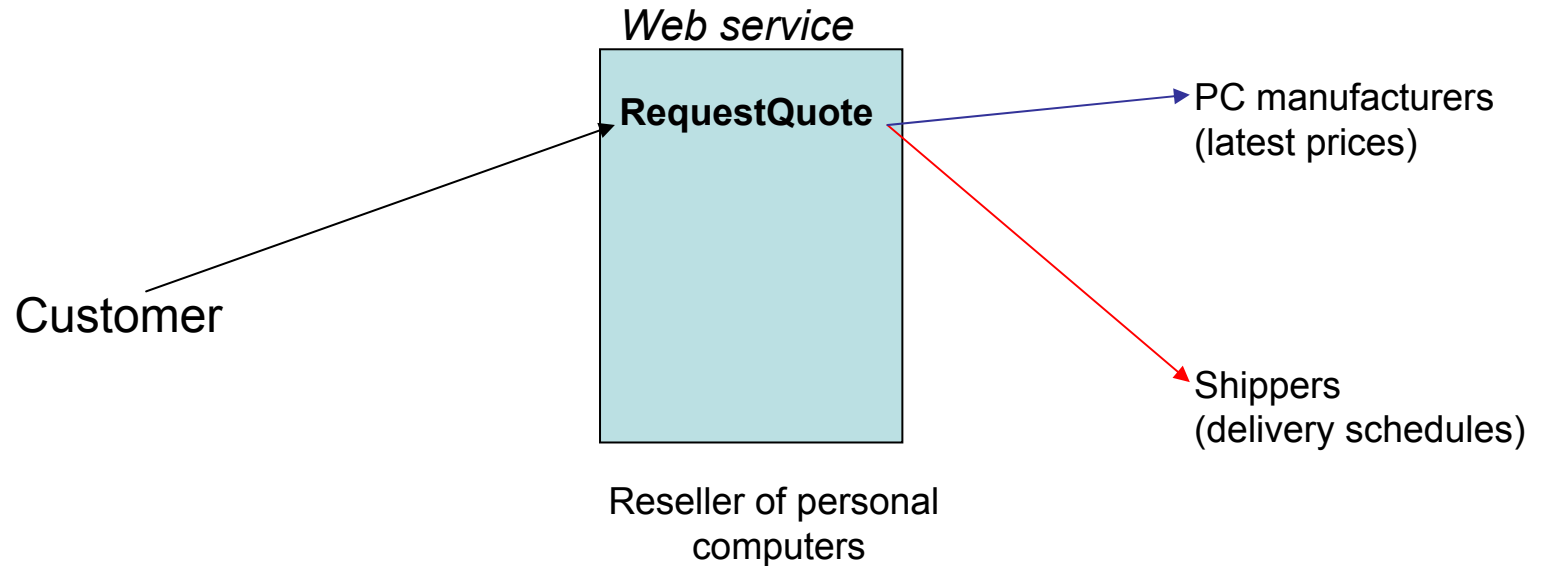 Web service
RequestQuote
PC manufacturers
(latest prices)
Customer
Shippers
(delivery schedules)
Reseller of personal
computers